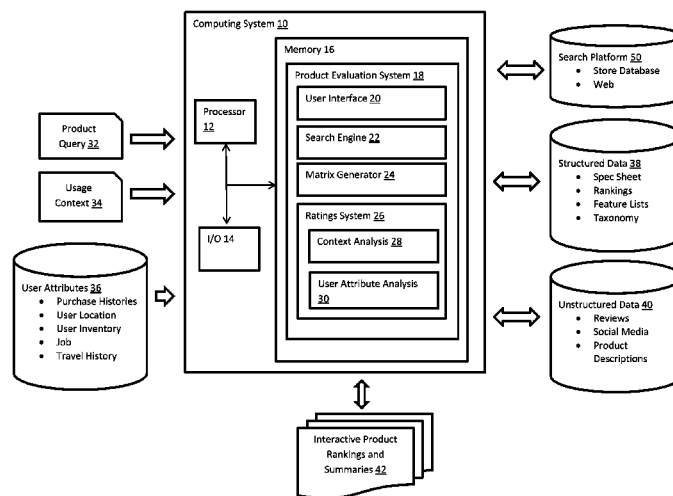 Computing System 10
Memory 16
Product Evaluation System 18
User Interface 20
Search Engine 22
Matrix Generator 24
Ratings System 26
Context Analysis 28
User Attribute Analysis
30
Processor
12
I/O 14
Product
Query 32
Usage
Context 34
User Attributes 36
• Purchase Histories
• User Location
• User Inventory
• Job
• Travel History
Search Platform 50
• Store Database
• Web
Structured Data 38
• Spec Sheet
• Rankings
• Feature Lists
• Taxonomy
Unstructured Data 40
• Reviews
• Social Media
• Product
Descriptions
Interactive Product
Rankings and
Summaries 42